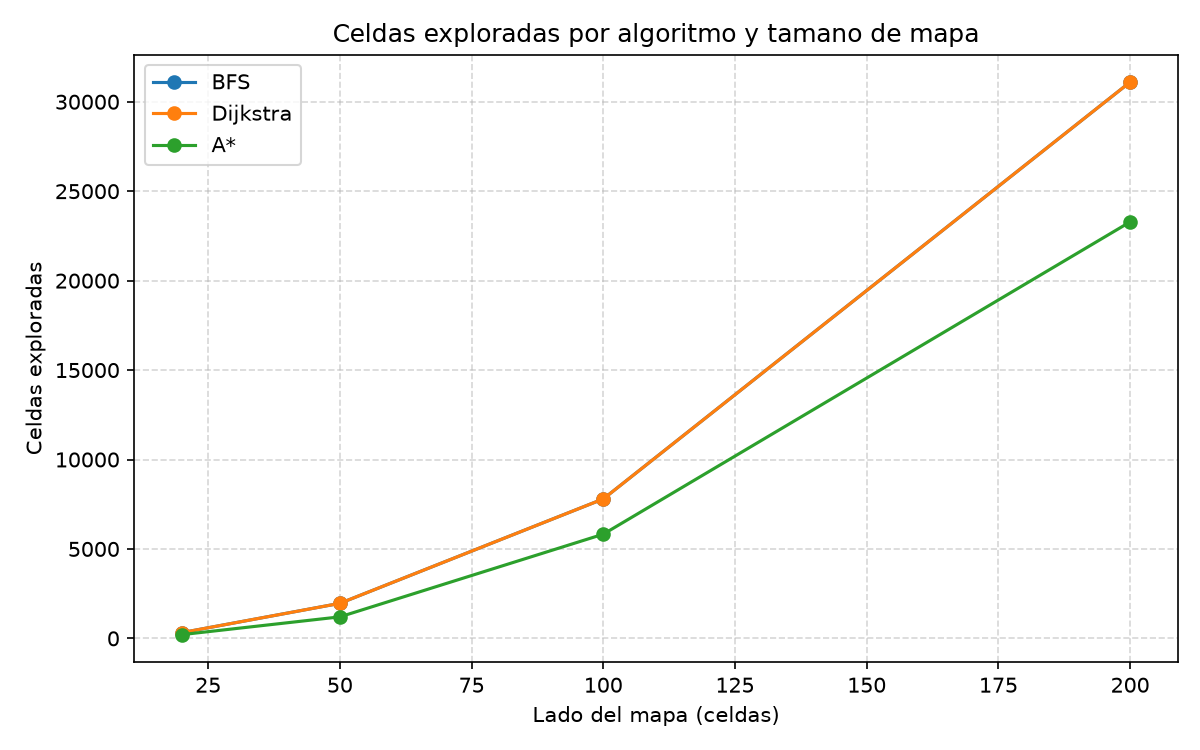 Celdas exploradas por algoritmo y tamano de mapa
BFS
Dijkstra
A*
30000
25000
20000
15000
10000
5000
0
Celdas exploradas
25 50 75 100 125 150 175 200
Lado del mapa (celdas)